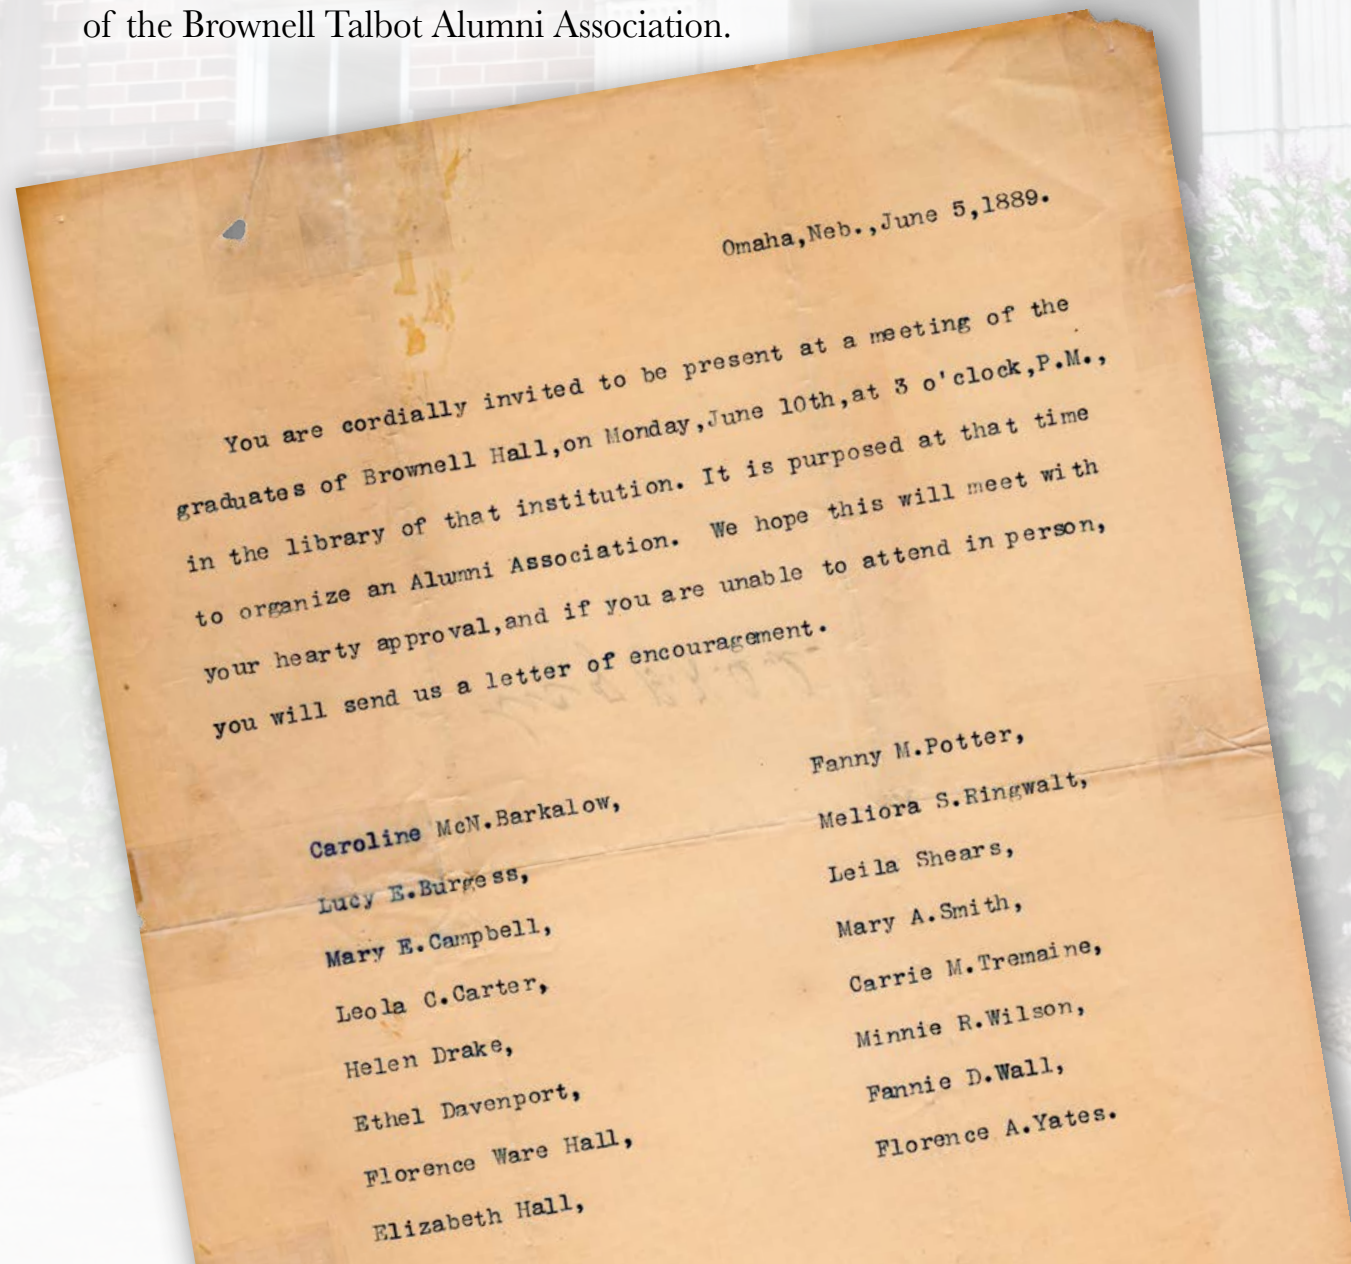 of the Brownell Talbot Alumni Association.
Omaha,Neb.,June 5,1889.
You are cordially invited to be present at a meeting of the
graduates of Brownell Hall,on Monday,June 10th,at 3 o'clock,P.M.,
in the library of that institution. It is purposed at that time
to organize an Alumni Association. We hope this will meet with
your hearty approval,and if you are unable to attend in person,
you will send us a letter of encouragement.
Caroline McN.Barkalow,
Lucy E.Burgess,
Mary E.Campbell,
Leola C.Carter,
Helen Drake,
Ethel Davenport,
Florence Ware Hall,
Elizabeth Hall,
Fanny M.Potter,
Meliora S.Ringwalt,
Leila Shears,
Mary A.Smith,
Carrie M.Tremaine,
Minnie R.Wilson,
Fannie D.Wall,
Florence A.Yates.